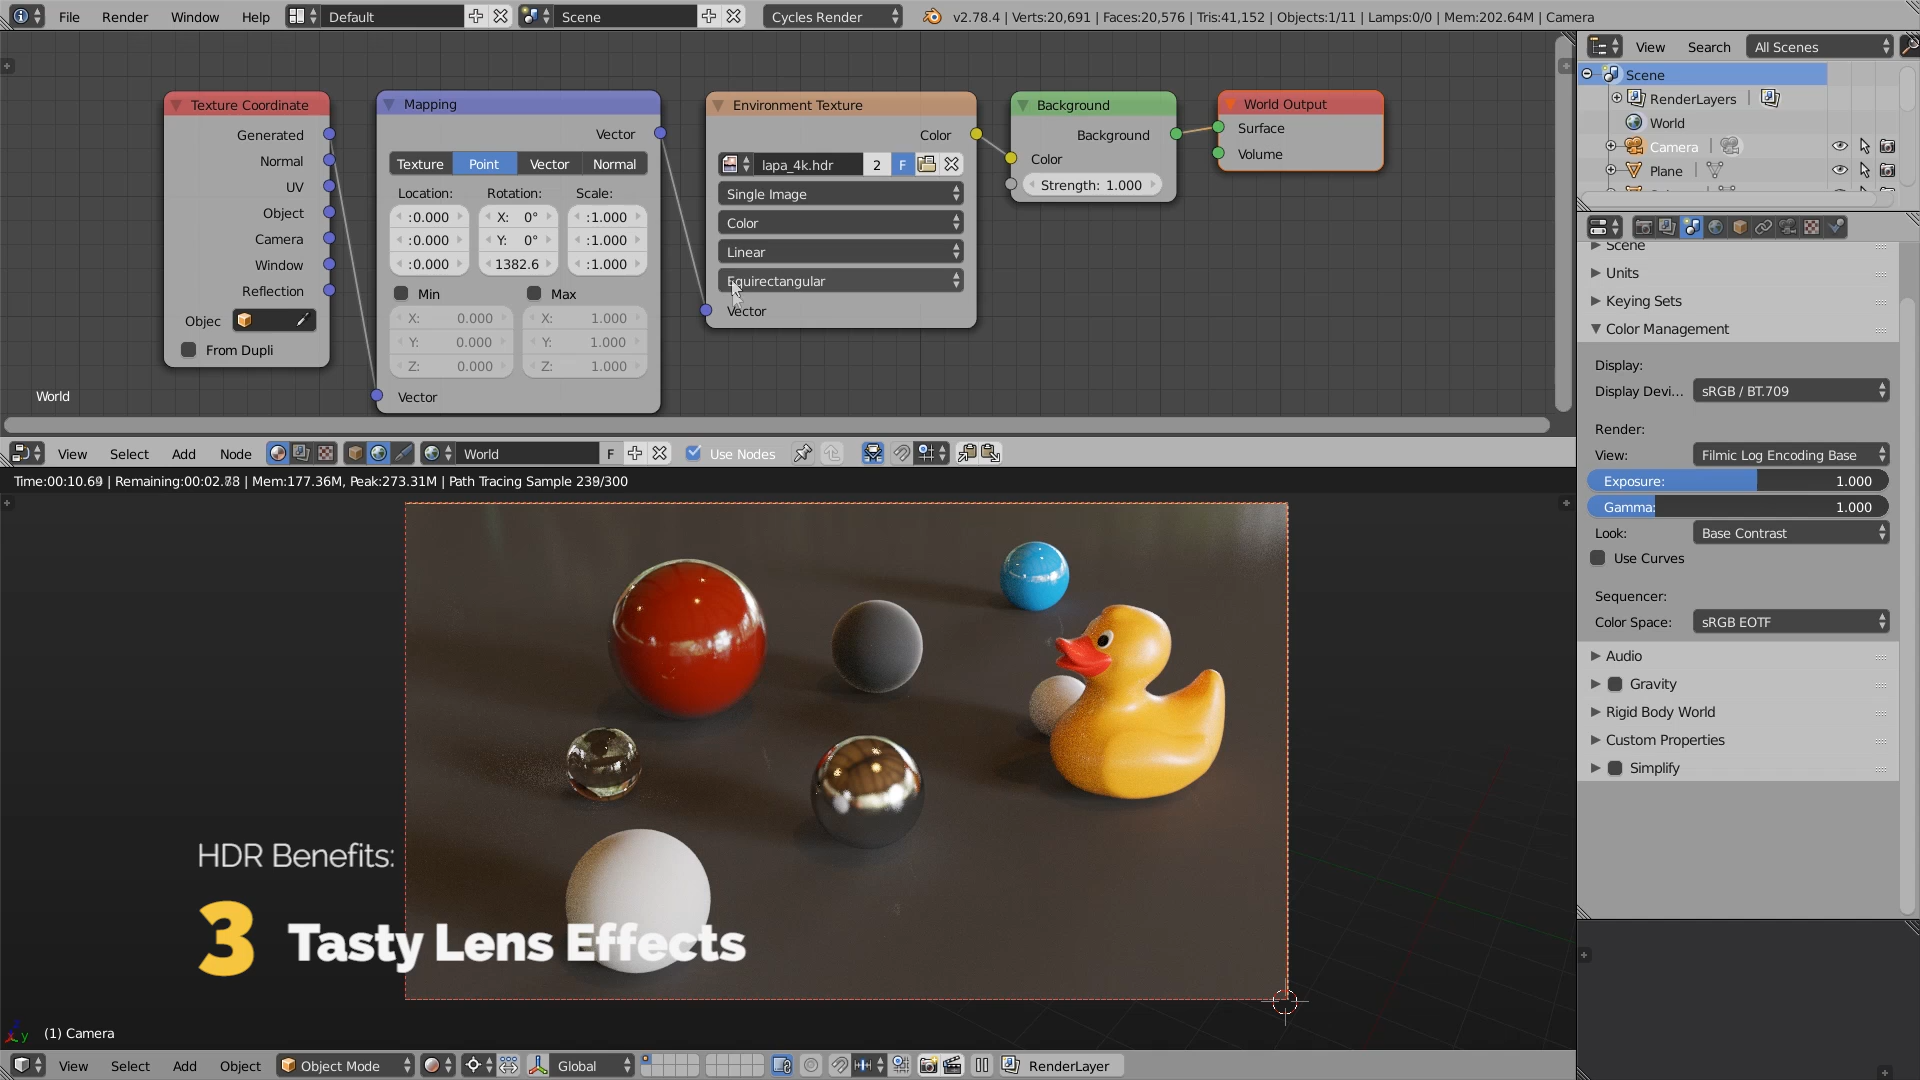 File Render Window Help Default Scene Cycles Render v2.78.4 | Verts:20,691 | Faces:20,576 | Tris:41,152 | Objects:1/11 | Lamps:0/0 | Mem:202.64M | Camera
View Search All Scenes
Scene
RenderLayers |
World
Camera |
Plane |
Texture Coordinate
Generated
Normal
UV
Object
Camera
Window
Reflection
Objec
From Dupli
Mapping
Vector
Texture Point Vector Normal
Location: Rotation: Scale:
:0.000 X: 0° :1.000
:0.000 Y: 0° :1.000
:0.000 1382.6 :1.000
Min Max
X: 0.000 X: 1.000
Y: 0.000 Y: 1.000
Z: 0.000 Z: 1.000
Vector
Environment Texture
Color
lapa_4k.hdr 2 F
Single Image
Color
Linear
Equirectangular
Vector
Background
Background
Color
Strength: 1.000
World Output
Surface
Volume
World
View Select Add Node World F Use Nodes
Time:00:10.69 | Remaining:00:02. | Mem:177.36M, Peak:273.31M | Path Tracing Sample 239/300
Scene
Units
Keying Sets
Color Management
Display:
Display Devi... sRGB / BT.709
Render:
View: Filmic Log Encoding Base
Exposure: 1.000
Gamma: 1.000
Look: Base Contrast
Use Curves
Sequencer:
Color Space: sRGB EOTF
Audio
Gravity
Rigid Body World
Custom Properties
Simplify
HDR Benefits:
3 Tasty Lens Effects
y
(1) Camera
View Select Add Object Object Mode Global RenderLayer